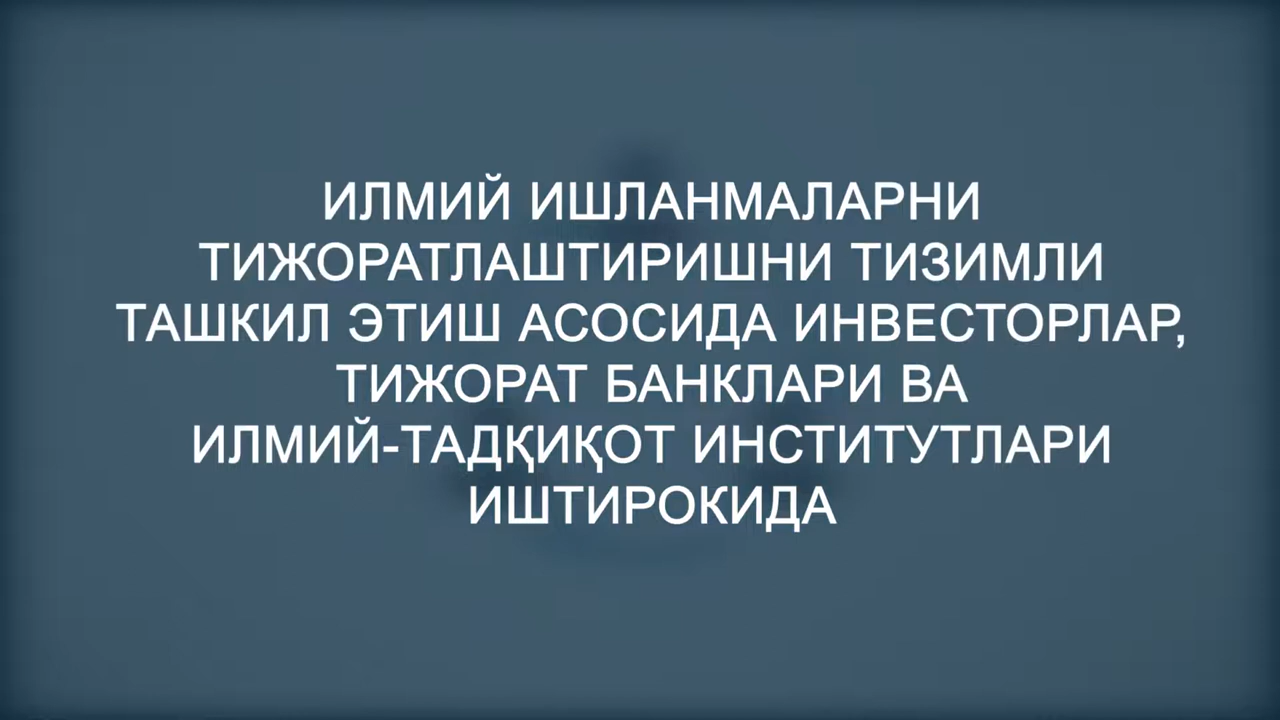 ИЛМИЙ ИШЛАНМАЛАРНИ
ТИЖОРАТЛАШТИРИШНИ ТИЗИМЛИ
ТАШКИЛ ЭТИШ АСОСИДА ИНВЕСТОРЛАР,
ТИЖОРАТ БАНКЛАРИ ВА
ИЛМИЙ-ТАДҚИҚОТ ИНСТИТУТЛАРИ
ИШТИРОКИДА